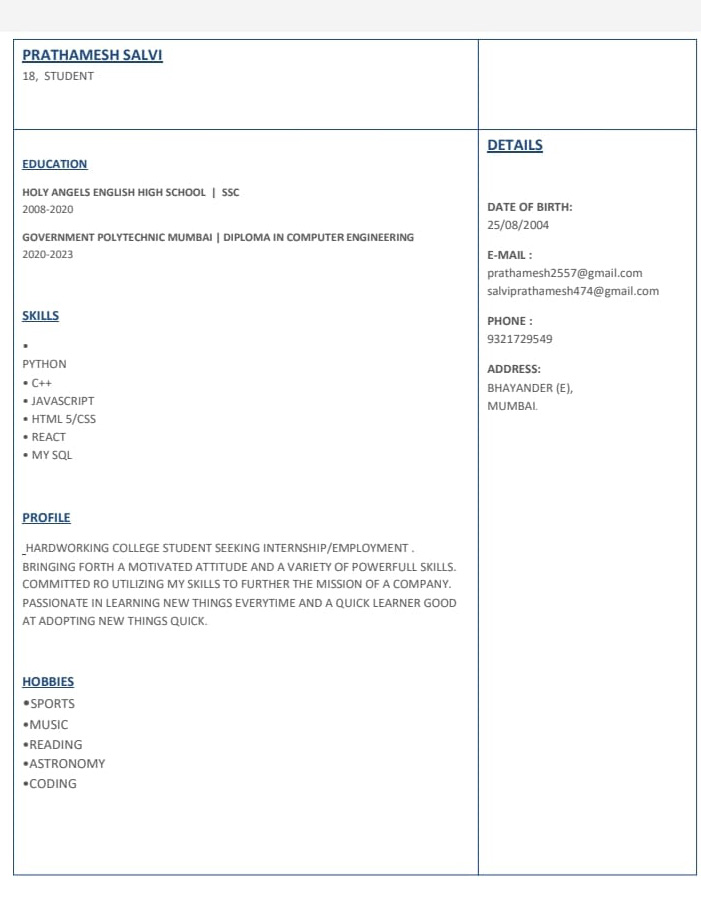 PRATHAMESH SALVI
18, STUDENT
EDUCATION
HOLY ANGELS ENGLISH HIGH SCHOOL | SSC
2008-2020
GOVERNMENT POLYTECHNIC MUMBAI | DIPLOMA IN COMPUTER ENGINEERING
2020-2023
SKILLS
▪
PYTHON
▪ C++
▪ JAVASCRIPT
▪ HTML 5/CSS
▪ REACT
▪ MY SQL
PROFILE
_HARDWORKING COLLEGE STUDENT SEEKING INTERNSHIP/EMPLOYMENT .
BRINGING FORTH A MOTIVATED ATTITUDE AND A VARIETY OF POWERFULL SKILLS.
COMMITTED RO UTILIZING MY SKILLS TO FURTHER THE MISSION OF A COMPANY.
PASSIONATE IN LEARNING NEW THINGS EVERYTIME AND A QUICK LEARNER GOOD
AT ADOPTING NEW THINGS QUICK.
HOBBIES
•SPORTS
•MUSIC
•READING
•ASTRONOMY
•CODING
DETAILS
DATE OF BIRTH:
25/08/2004
E-MAIL :
prathamesh2557@gmail.com
salviprathamesh474@gmail.com
PHONE :
9321729549
ADDRESS:
BHAYANDER (E),
MUMBAI.